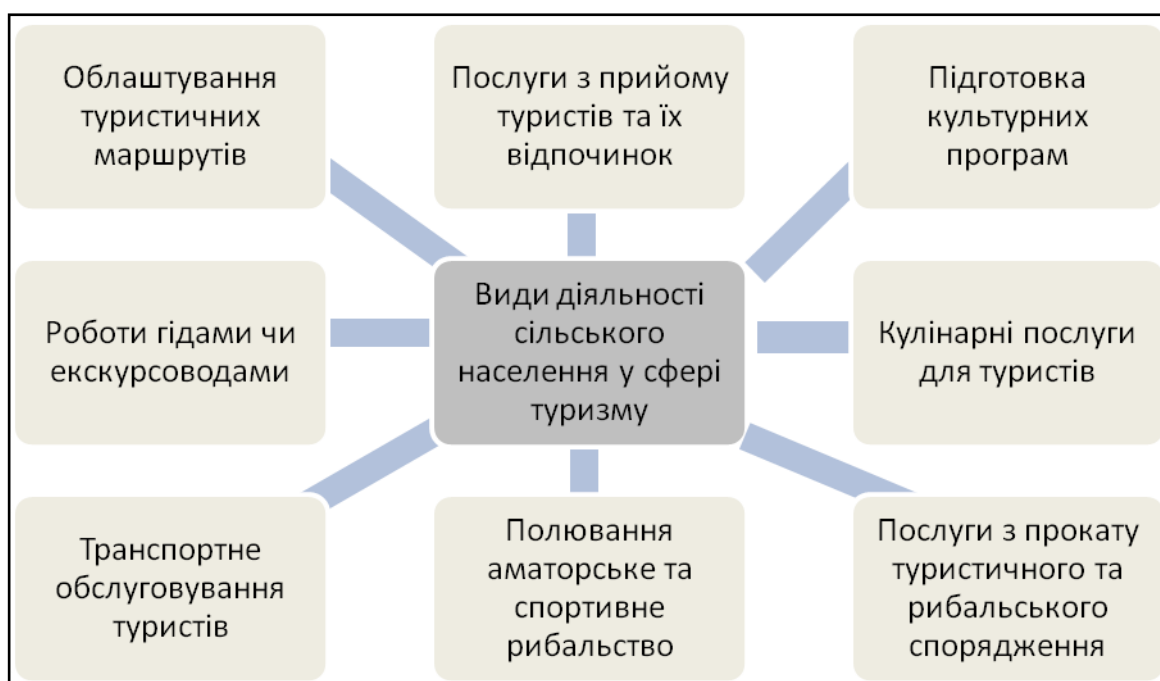 Облаштування
туристичних
маршрутів
Послуги з прийому
туристів та їх
відпочинок
Підготовка
культурних
програм
Роботи гідами чи
екскурсоводами
Види діяльності
сільського
населення у сфері
туризму
Кулінарні послуги
для туристів
Транспортне
обслуговування
туристів
Полювання
аматорське та
спортивне
рибальство
Послуги з прокату
туристичного та
рибальського
спорядження